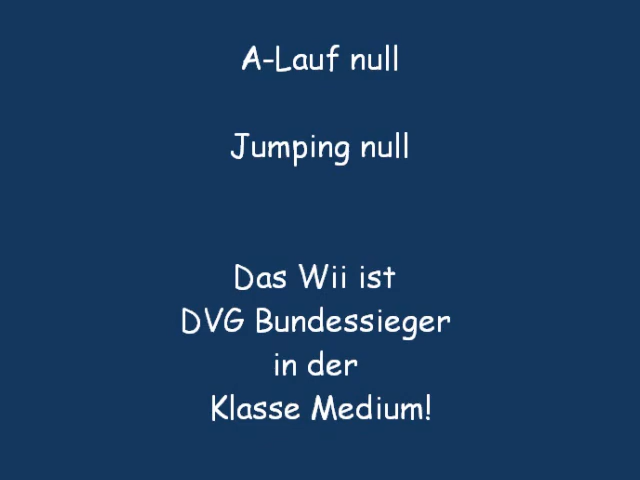 A-Lauf null
Jumping null
Das Wii ist
DVG Bundessieger
in der
Klasse Medium!